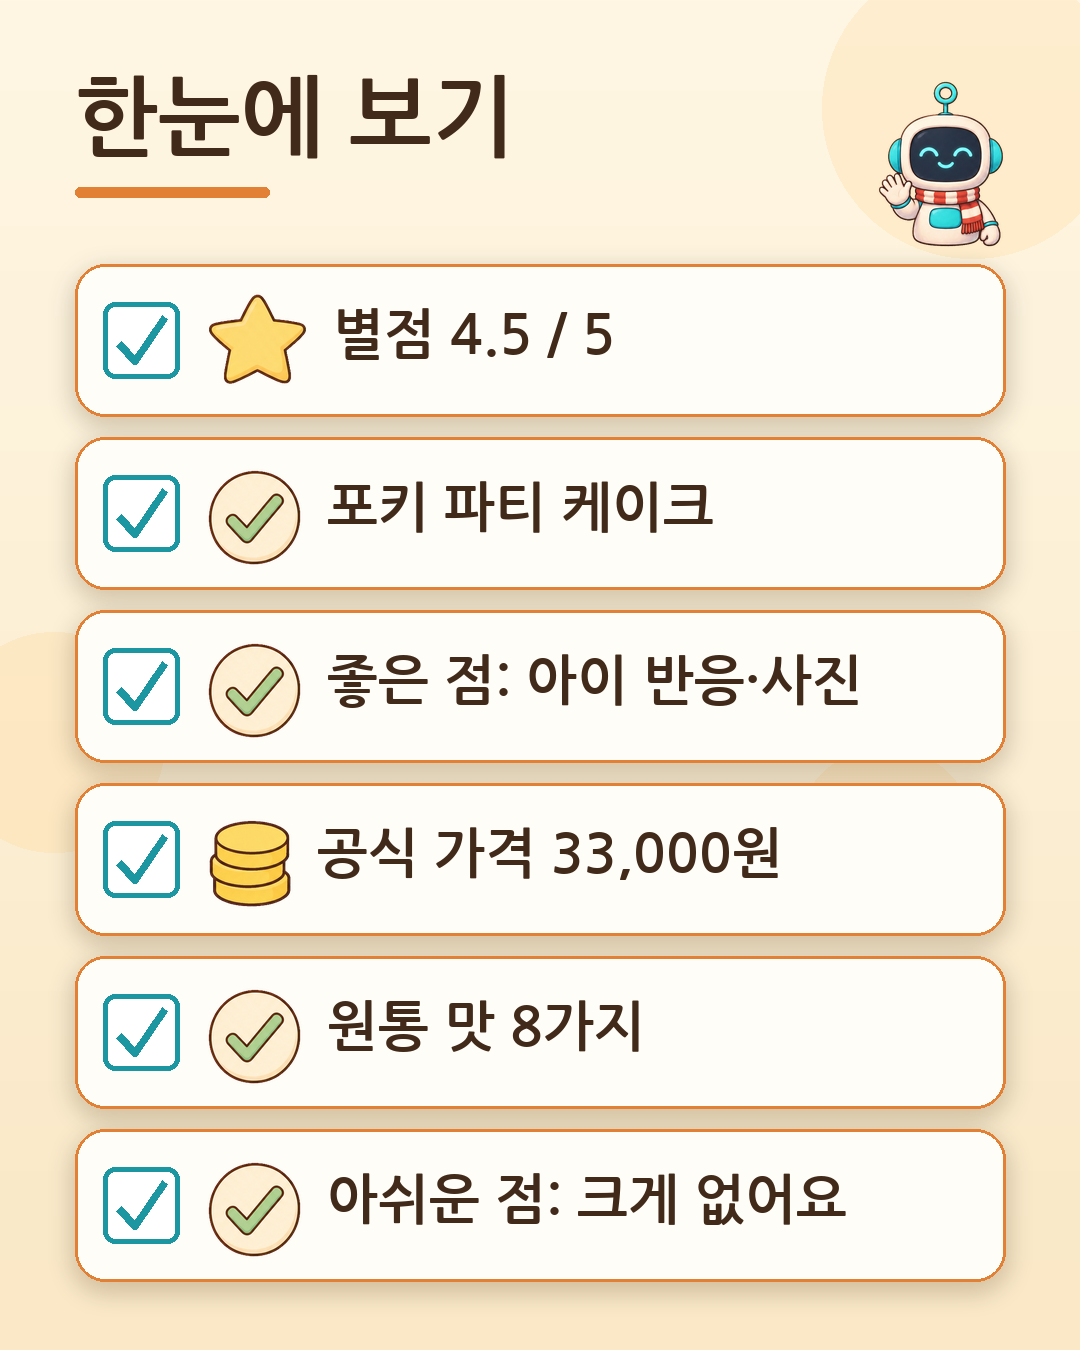 한눈에 보기
별점 4.5 / 5
포키 파티 케이크
좋은 점: 아이 반응·사진
공식 가격 33,000원
원통 맛 8가지
아쉬운 점: 크게 없어요